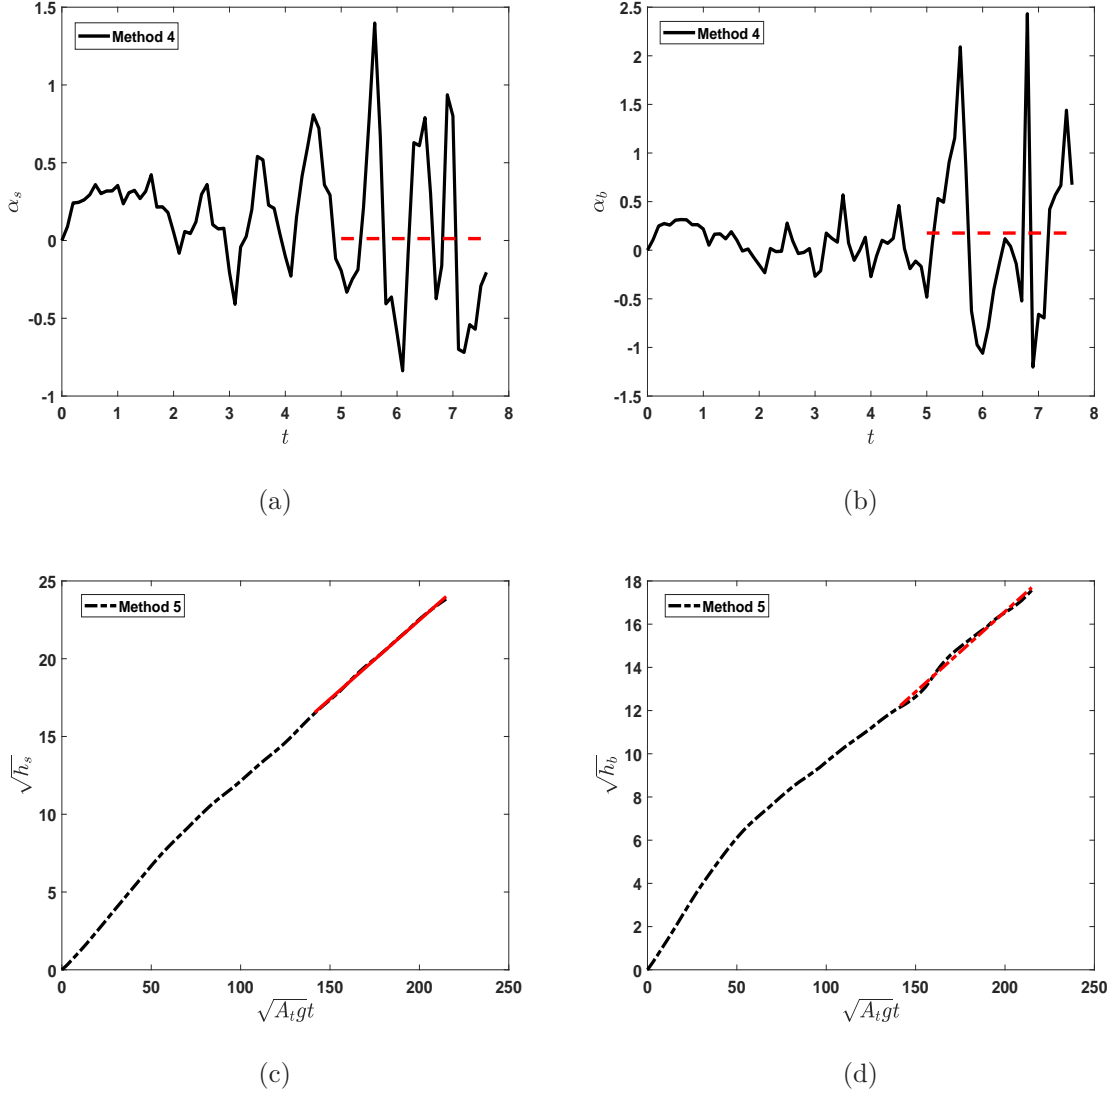 Method 4
α_s
1.5
1
0.5
0
-0.5
-1
0 1 2 3 4 5 6 7 8
t
(a)
Method 4
α_b
2.5
2
1.5
1
0.5
0
-0.5
-1
-1.5
0 1 2 3 4 5 6 7 8
t
(b)
Method 5
√h_s
25
20
15
10
5
0
0 50 100 150 200 250
√A_tgt
(c)
Method 5
√h_b
18
16
14
12
10
8
6
4
2
0
0 50 100 150 200 250
√A_tgt
(d)